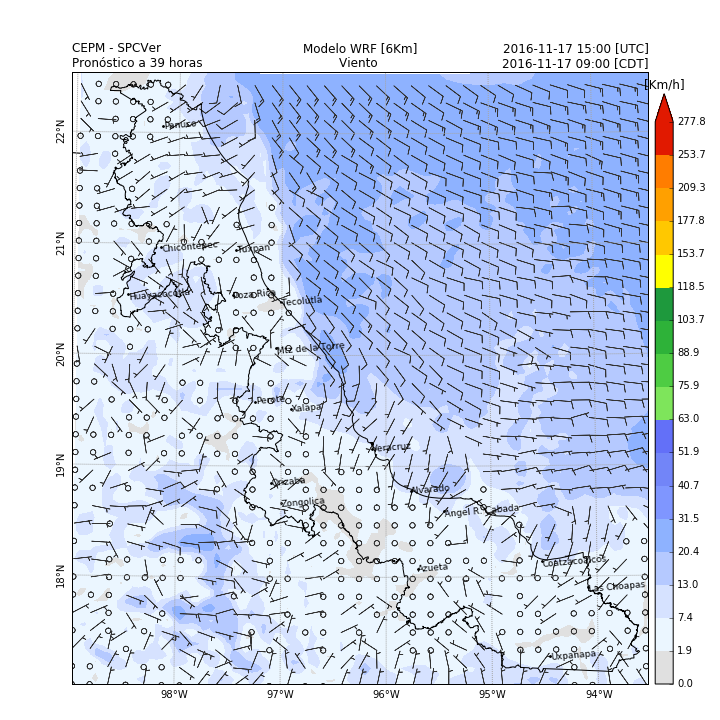 CEPM - SPCVer
Pronóstico a 39 horas
Modelo WRF [6Km]
Viento
2016-11-17 15:00 [UTC]
2016-11-17 09:00 [CDT]
[Km/h]
277.8
253.7
209.3
177.8
153.7
118.5
103.7
88.9
75.9
63.0
51.9
40.7
31.5
20.4
13.0
7.4
1.9
0.0
22°N
21°N
20°N
19°N
18°N
98°W
97°W
96°W
95°W
94°W
Panuco
Chicontepec
Tuxpan
Huayacocotla
Poza Rica
Tecolutla
Mtz de la Torre
Perote
Xalapa
Veracruz
Orizaba
Zongolica
Alvarado
Angel R. Cabada
Azueta
Coatzacoalcos
Las Choapas
Uxpanapa